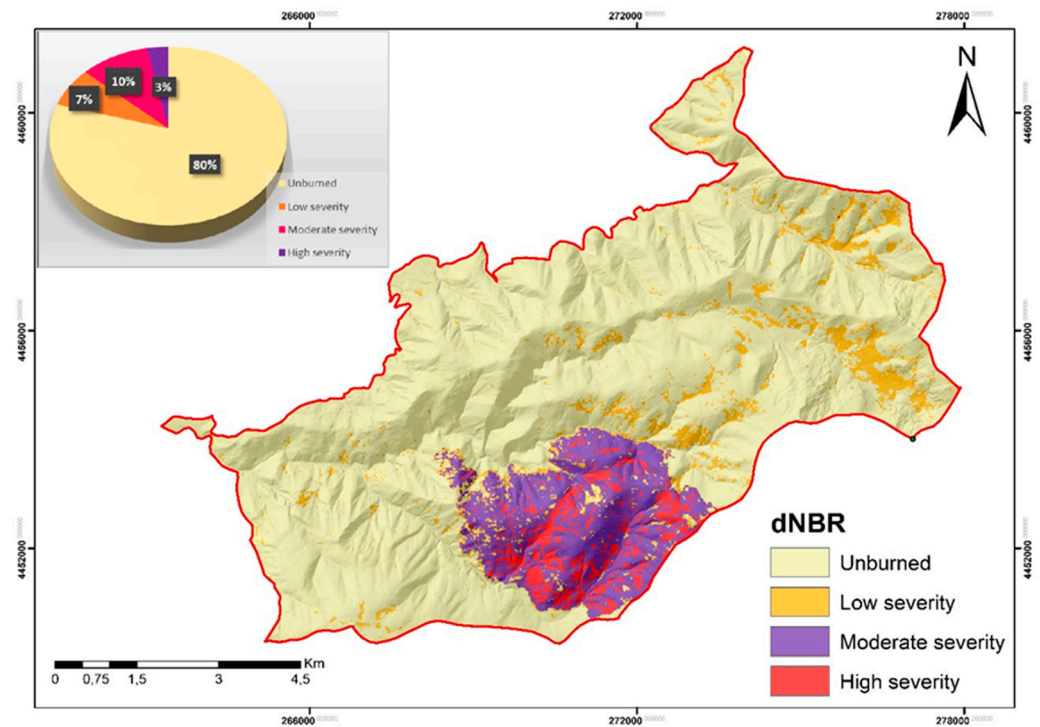 266000
272000
278000
10%
3%
7%
80%
Unburned
Low severity
Moderate severity
High severity
N
4460000
4460000
4456000
4456000
4452000
4452000
dNBR
Unburned
Low severity
Moderate severity
High severity
Km
0 0,75 1,5 3 4,5
266000
272000
278000